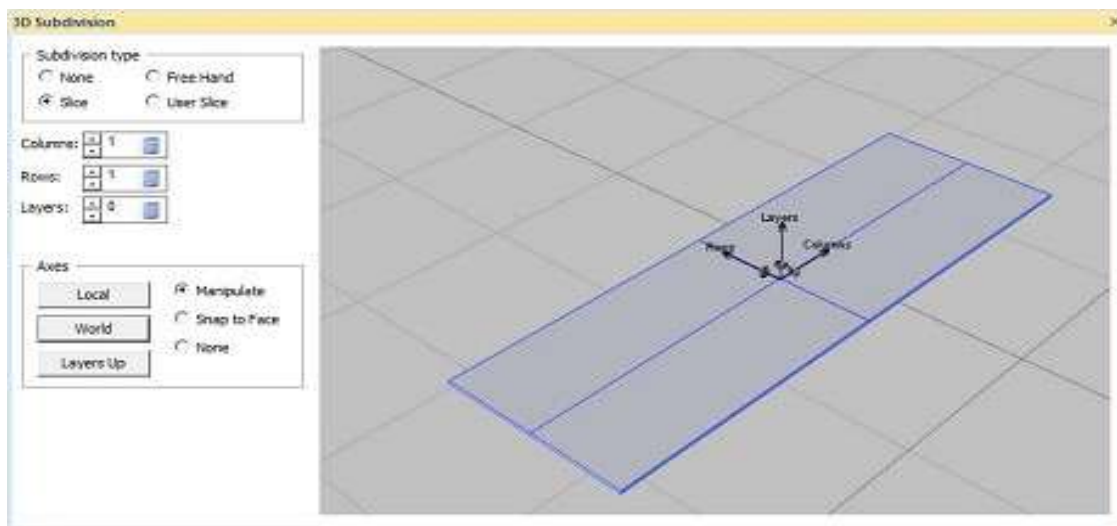 3D Subdivision
Subdivision type
None
Free Hand
Slice
User Slice
Columns: 1
Rows: 1
Layers: 0
Axes
Local
World
Layers Up
Manipulate
Snap to Face
None
Layers
Rows
Columns